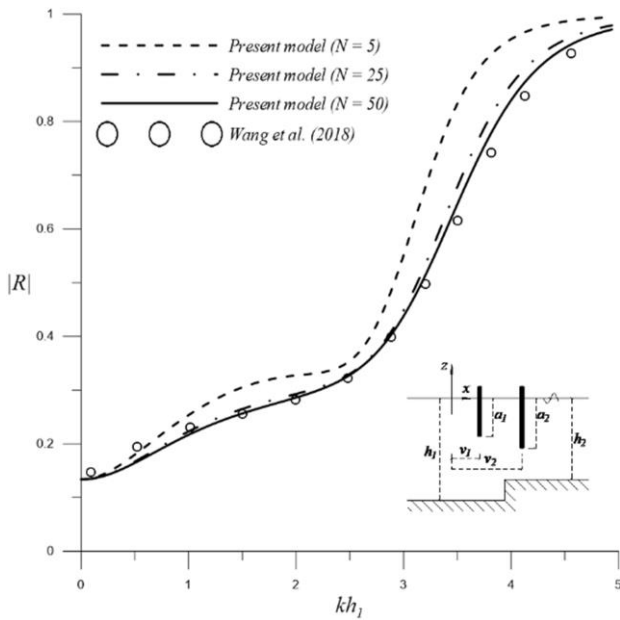 1
0.8
0.6
0.4
0.2
0
|R|
0 1 2 3 4 5
kh1
Present model (N = 5)
Present model (N = 25)
Present model (N = 50)
Wang et al. (2018)
z
x
a1
a2
h1
v1
v2
h2